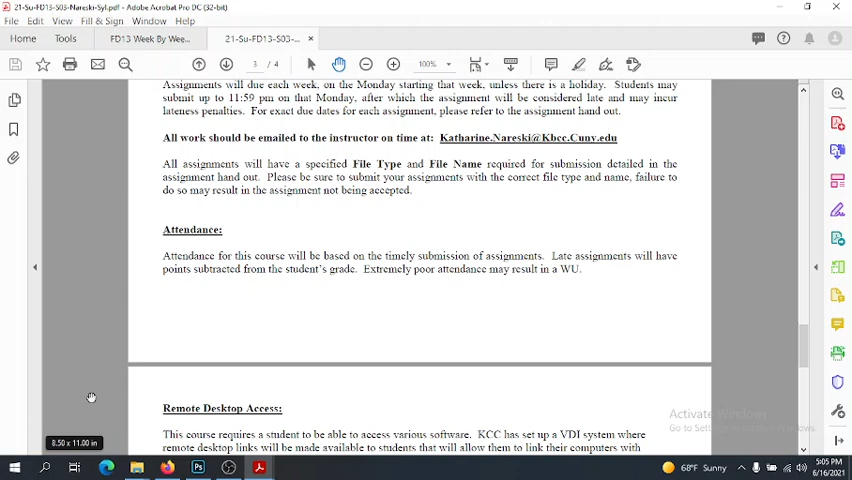 21-Su-FD13-S03-Nareski-Syl.pdf - Adobe Acrobat Pro DC (32-bit)
File Edit View Fill & Sign Window Help
Home Tools FD13 Week By Wee... 21-Su-FD13-S03-Nareski-... ×
3 / 4 100%
Assignments will due each week, on the Monday starting that week, unless there is a holiday. Students may
submit up to 11:59 pm on that Monday, after which the assignment will be considered late and may incur
lateness penalties. For exact due dates for each assignment, please refer to the assignment hand out.
All work should be emailed to the instructor on time at: Katharine.Nareski@Kbcc.Cuny.edu
All assignments will have a specified File Type and File Name required for submission detailed in the
assignment hand out. Please be sure to submit your assignments with the correct file type and name, failure to
do so may result in the assignment not being accepted.
Attendance:
Attendance for this course will be based on the timely submission of assignments. Late assignments will have
points subtracted from the student's grade. Extremely poor attendance may result in a WU.
Remote Desktop Access:
This course requires a student to be able to access various software. KCC has set up a VDI system where
remote desktop links will be made available to students that will allow them to link their computers with
Activate Windows
Go to Settings to activate Windows.
8.50 x 11.00 in
Ps
68°F Sunny
5:05 PM
6/16/2021